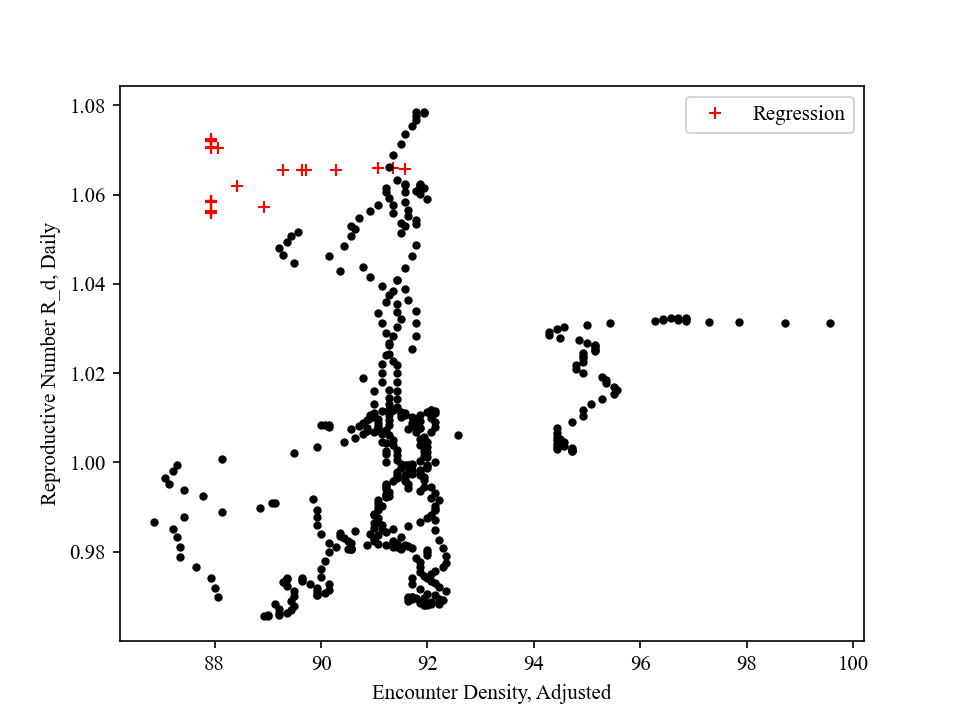 1.08
1.06
1.04
1.02
1.00
0.98
Reproductive Number R_d, Daily
Regression
88 90 92 94 96 98 100
Encounter Density, Adjusted